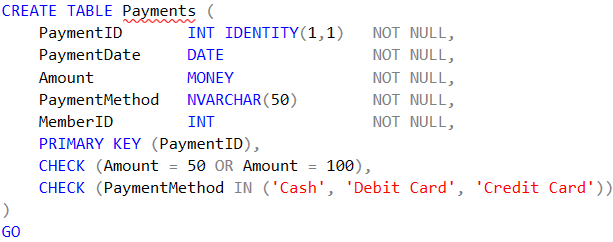 CREATE TABLE Payments (
    PaymentID       INT IDENTITY(1,1)   NOT NULL,
    PaymentDate     DATE                NOT NULL,
    Amount          MONEY               NOT NULL,
    PaymentMethod   NVARCHAR(50)        NOT NULL,
    MemberID        INT                 NOT NULL,
    PRIMARY KEY (PaymentID),
    CHECK (Amount = 50 OR Amount = 100),
    CHECK (PaymentMethod IN ('Cash', 'Debit Card', 'Credit Card'))
)
GO